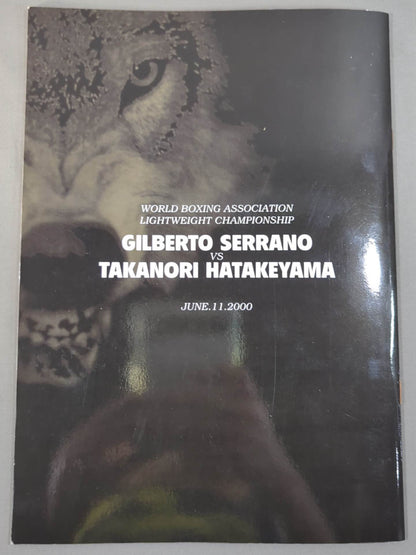 WORLD BOXING ASSOCIATION
LIGHTWEIGHT CHAMPIONSHIP
GILBERTO SERRANO
VS
TAKANORI HATAKEYAMA
JUNE.11.2000